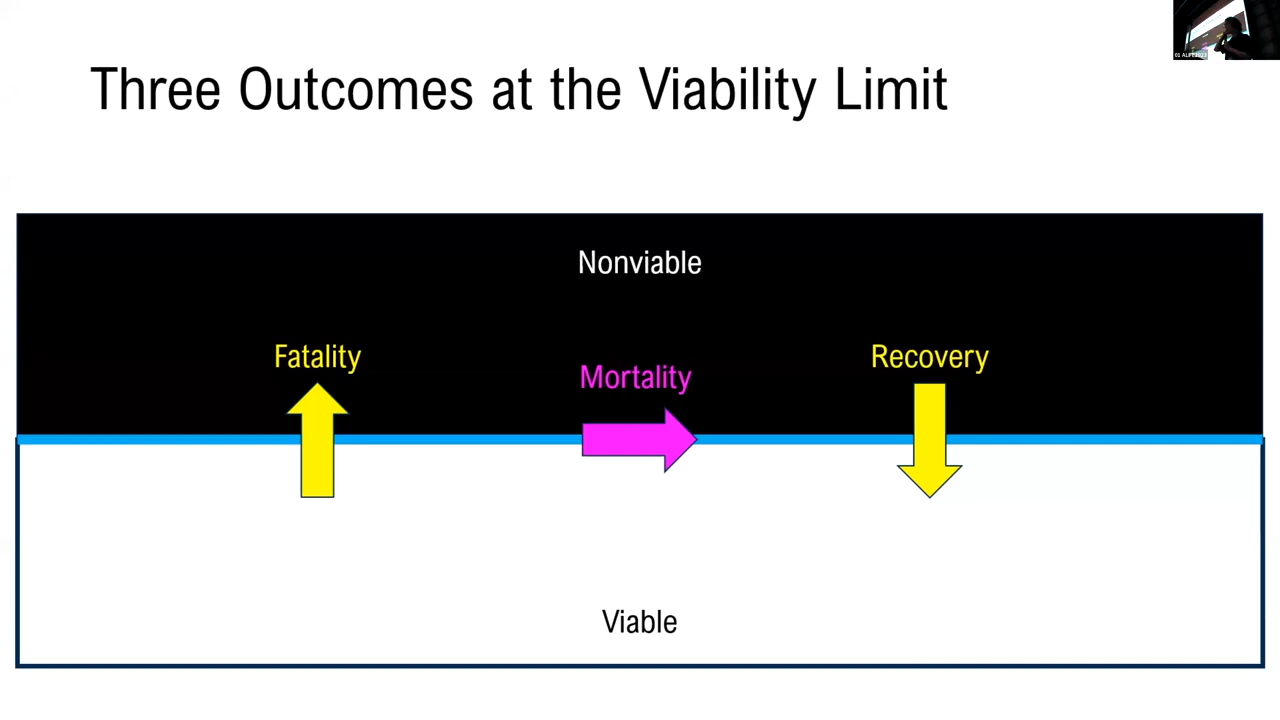 Three Outcomes at the Viability Limit
Nonviable
Fatality
Mortality
Recovery
Viable